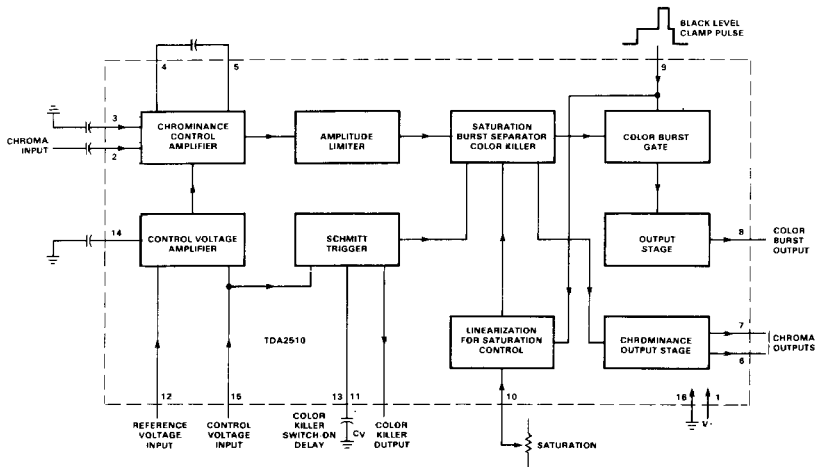 BLACK LEVEL
CLAMP PULSE
4
5
9
3
CHROMA
INPUT
2
CHROMINANCE
CONTROL
AMPLIFIER
AMPLITUDE
LIMITER
SATURATION
BURST SEPARATOR
COLOR KILLER
COLOR BURST
GATE
14
CONTROL VOLTAGE
AMPLIFIER
SCHMITT
TRIGGER
OUTPUT
STAGE
8
COLOR
BURST
OUTPUT
TDA2510
LINEARIZATION
FOR SATURATION
CONTROL
CHROMINANCE
OUTPUT STAGE
7
6
CHROMA
OUTPUTS
12
15
13
11
10
16
1
V+
REFERENCE
VOLTAGE
INPUT
CONTROL
VOLTAGE
INPUT
COLOR
KILLER
SWITCH-ON
DELAY
CV
COLOR
KILLER
OUTPUT
SATURATION